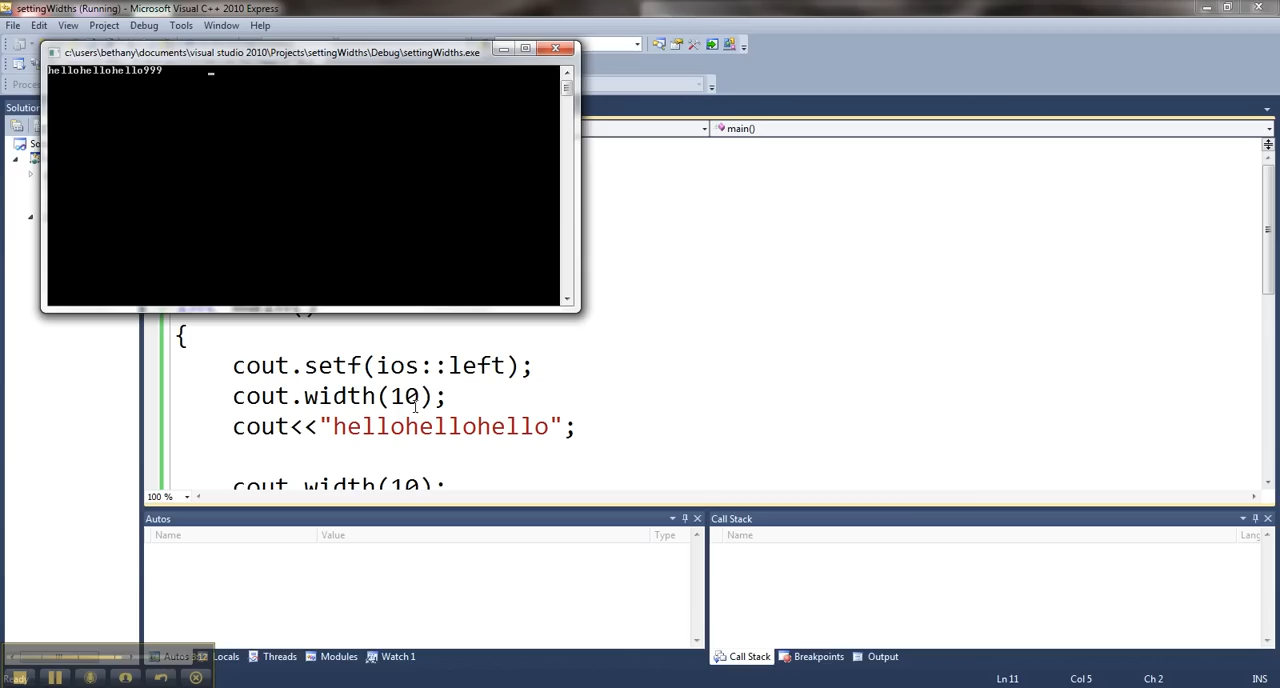 settingWidths (Running) - Microsoft Visual C++ 2010 Express
File Edit View Project Debug Tools Window Help
c:\users\bethany\documents\visual studio 2010\Projects\settingWidths\Debug\settingWidths.exe
hellohellohello999
Proce
Solution
main()
So
{
cout.setf(ios::left);
cout.width(10);
cout<<"hellohellohello";
cout.width(10);
100 %
Autos Call Stack
Name Value Type Name Lang
Autos Locals Threads Modules Watch 1 Call Stack Breakpoints Output
Ready Ln 11 Col 5 Ch 2 INS